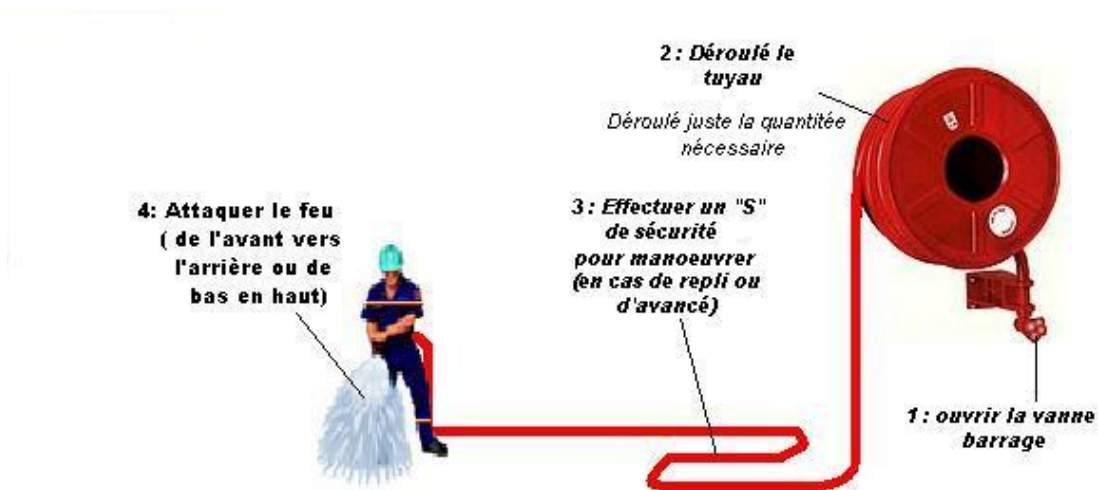 1 : ouvrir la vanne
barrage
2 : Déroulé le
tuyau
Déroulé juste la quantitée
nécessaire
3 : Effectuer un "S"
de sécurité
pour manoeuvrer
(en cas de repli ou
d'avancé)
4: Attaquer le feu
( de l'avant vers
l'arrière ou de
bas en haut)